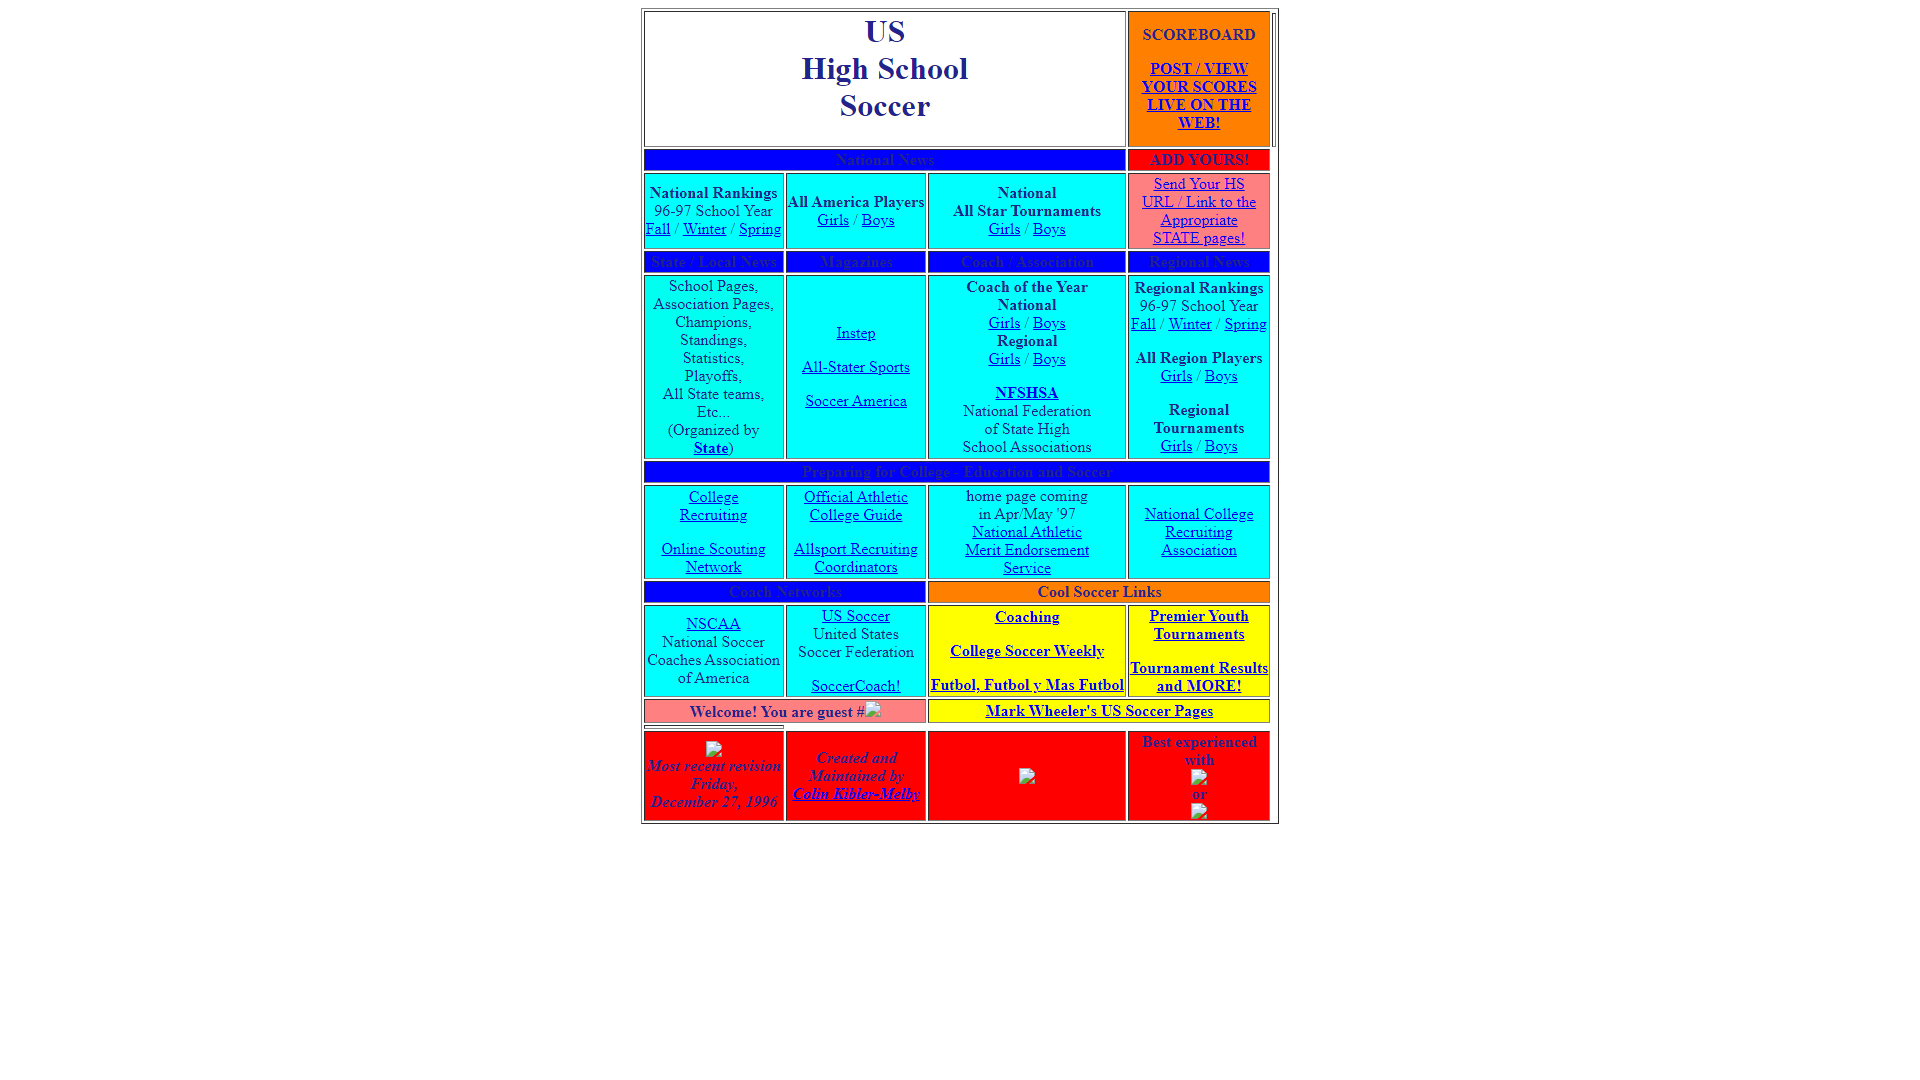 US
High School
Soccer
SCOREBOARD
POST / VIEW
YOUR SCORES
LIVE ON THE
WEB!
National News
ADD YOURS!
National Rankings
96-97 School Year
Fall / Winter / Spring
All America Players
Girls / Boys
National
All Star Tournaments
Girls / Boys
Send Your HS
URL / Link to the
Appropriate
STATE pages!
State / Local News
Magazines
Coach / Association
Regional News
School Pages,
Association Pages,
Champions,
Standings,
Statistics,
Playoffs,
All State teams,
Etc...
(Organized by
State)
Instep
All-Stater Sports
Soccer America
Coach of the Year
National
Girls / Boys
Regional
Girls / Boys
NFSHSA
National Federation
of State High
School Associations
Regional Rankings
96-97 School Year
Fall / Winter / Spring
All Region Players
Girls / Boys
Regional
Tournaments
Girls / Boys
Preparing for College - Education and Soccer
College
Recruiting
Online Scouting
Network
Official Athletic
College Guide
Allsport Recruiting
Coordinators
home page coming
in Apr/May '97
National Athletic
Merit Endorsement
Service
National College
Recruiting
Association
Coach Networks
Cool Soccer Links
NSCAA
National Soccer
Coaches Association
of America
US Soccer
United States
Soccer Federation
SoccerCoach!
Coaching
College Soccer Weekly
Futbol, Futbol y Mas Futbol
Premier Youth
Tournaments
Tournament Results
and MORE!
Welcome! You are guest #
Mark Wheeler's US Soccer Pages
Most recent revision
Friday,
December 27, 1996
Created and
Maintained by
Colin Kibler-Melby
Best experienced
with
or